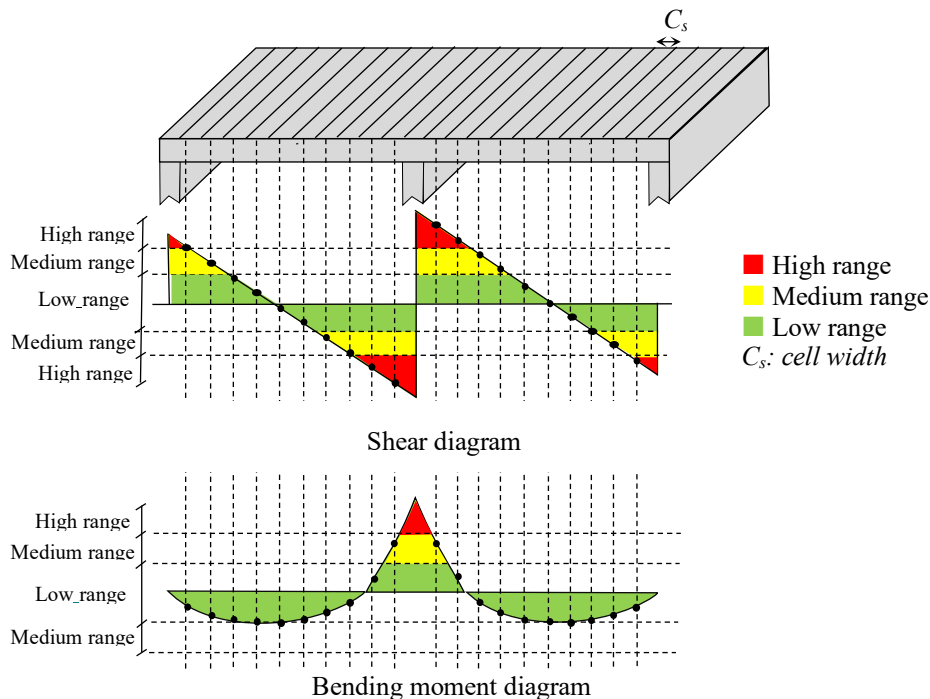 Cs
High range
Medium range
Low range
Medium range
High range
High range
Medium range
Low range
Cs: cell width
Shear diagram
High range
Medium range
Low range
Medium range
Bending moment diagram